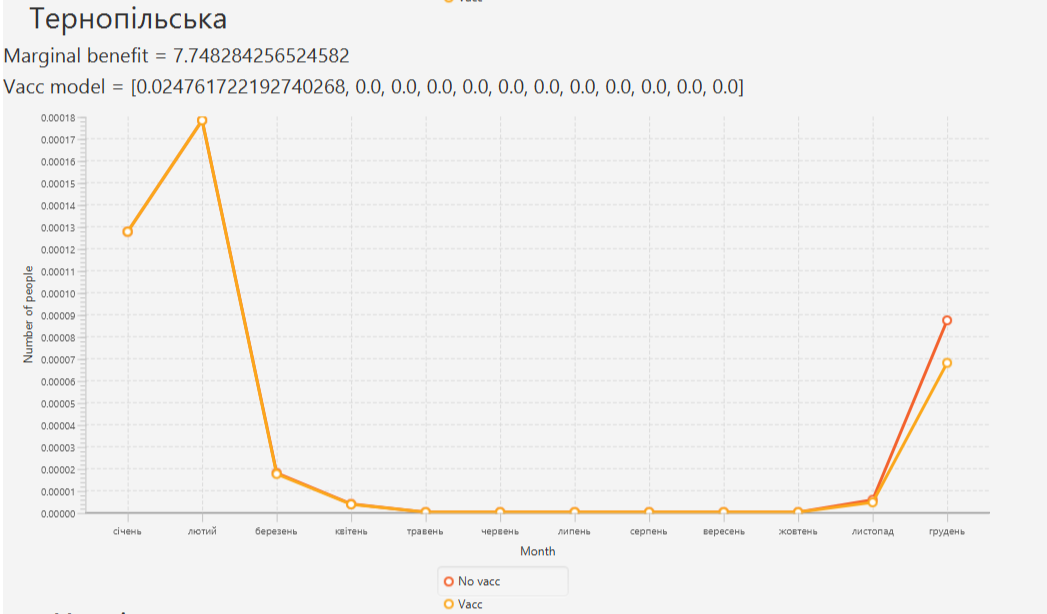 Vacc
Тернопільська
Marginal benefit = 7.748284256524582
Vacc model = [0.024761722192740268, 0.0, 0.0, 0.0, 0.0, 0.0, 0.0, 0.0, 0.0, 0.0, 0.0, 0.0]
0.00018
0.00017
0.00016
0.00015
0.00014
0.00013
0.00012
0.00011
0.00010
0.00009
0.00008
0.00007
0.00006
0.00005
0.00004
0.00003
0.00002
0.00001
0.00000
Number of people
січень лютий березень квітень травень червень липень серпень вересень жовтень листопад грудень
Month
No vacc
Vacc